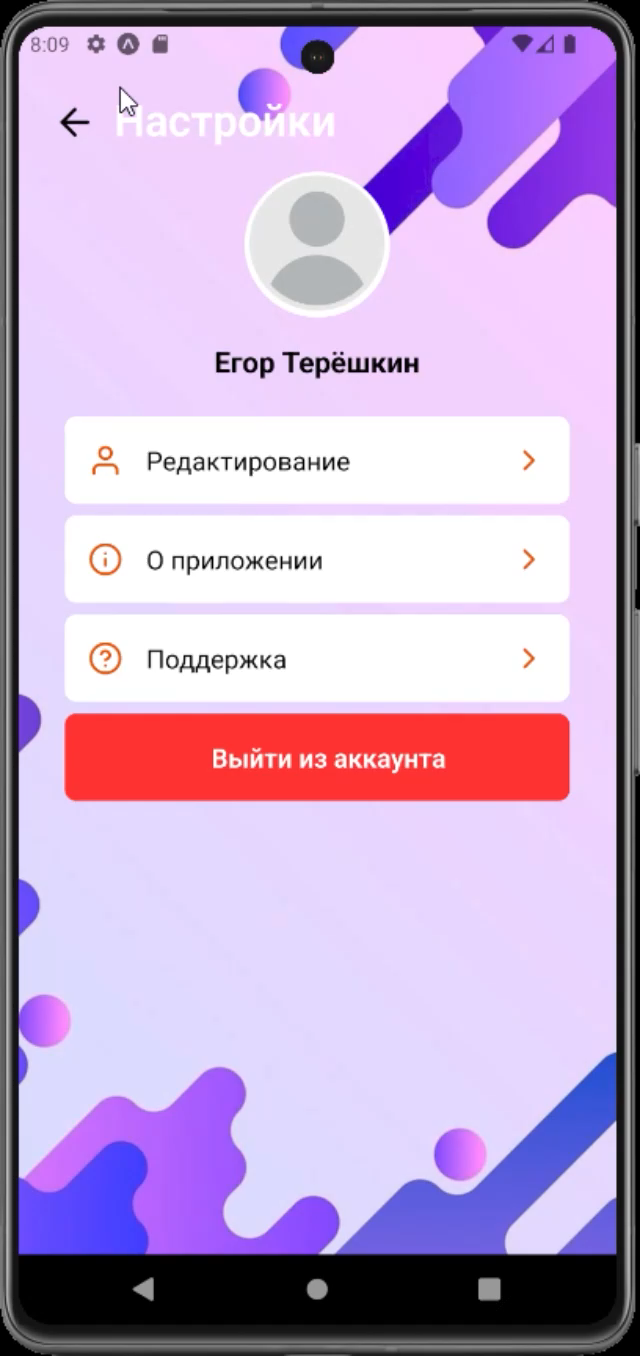 8:09
Настройки
Егор Терёшкин
Редактирование
О приложении
Поддержка
Выйти из аккаунта